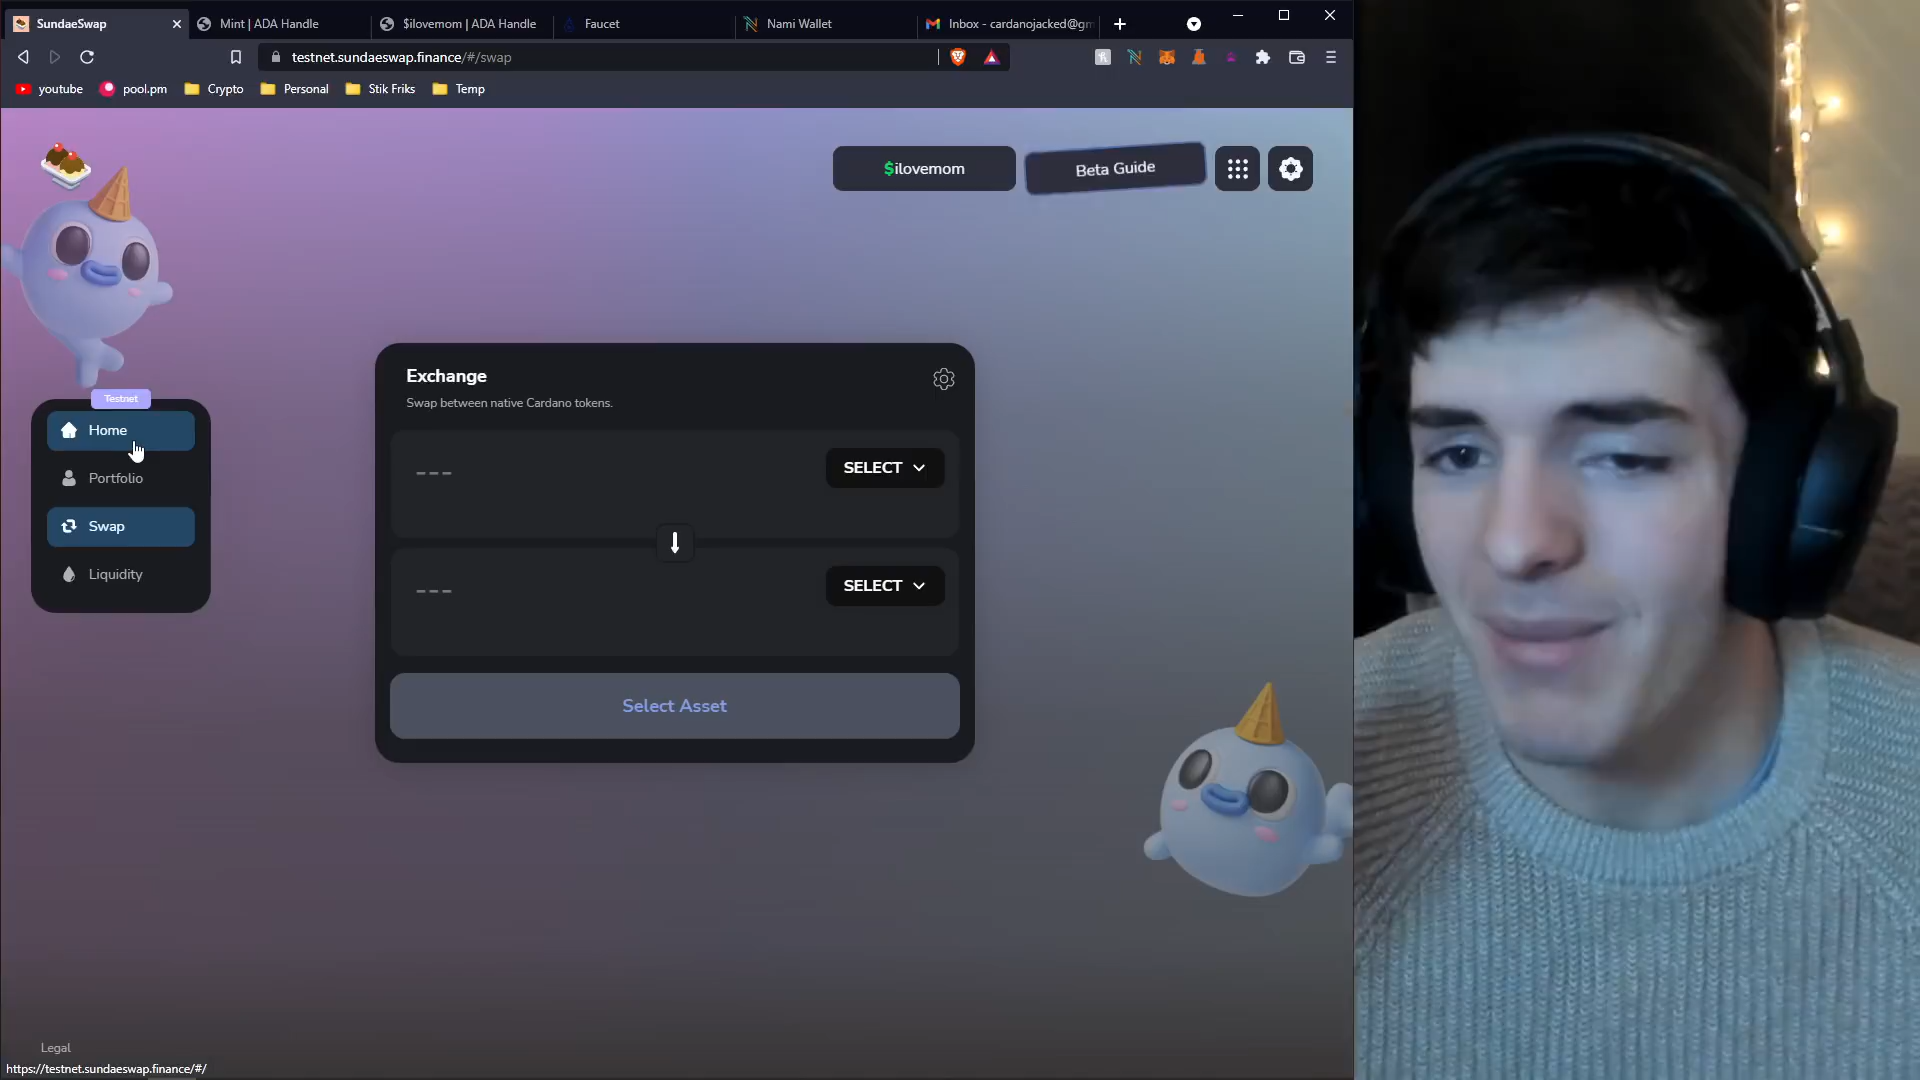 SundaeSwap
Mint | ADA Handle
$ilovemom | ADA Handle
Faucet
Nami Wallet
Inbox - cardanojacked@gm
testnet.sundaeswap.finance/#/swap
youtube
pool.pm
Crypto
Personal
Stik Friks
Temp
$ilovemom
Beta Guide
Testnet
Home
Portfolio
Swap
Liquidity
Exchange
Swap between native Cardano tokens.
---
SELECT
---
SELECT
Select Asset
Legal
https://testnet.sundaeswap.finance/#/